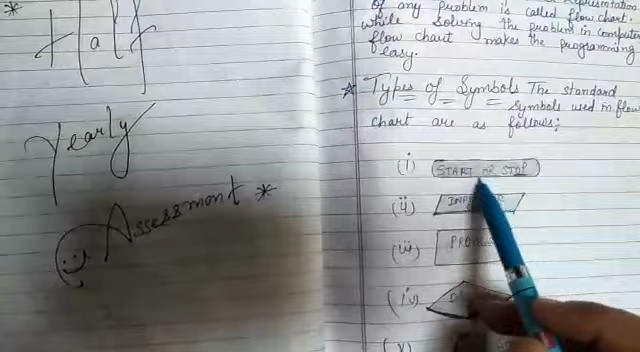 * Half
Yearly
Assessment *
of any problem is called flow chart.
while solving the problem in computer
flow chart makes the programming
easy.
* Types of Symbols The standard
symbols used in flow
chart are as follows:
(i) START OR STOP
(ii)
(iii)
(iv)
(v)